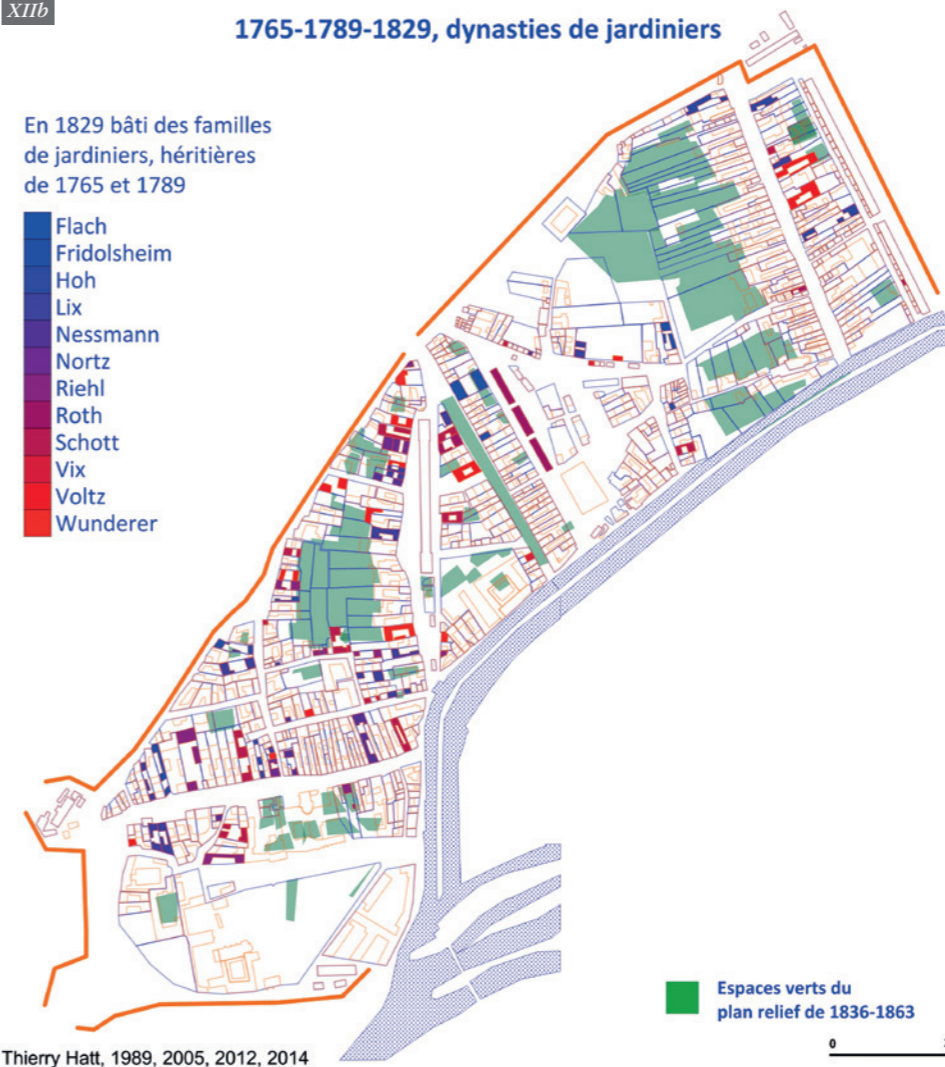 XIIb
1765-1789-1829, dynasties de jardiniers
En 1829 bâti des familles
de jardiniers, héritières
de 1765 et 1789
Flach
Fridolsheim
Hoh
Lix
Nessmann
Nortz
Riehl
Roth
Schott
Vix
Voltz
Wunderer
Espaces verts du
plan relief de 1836-1863
Thierry Hatt, 1989, 2005, 2012, 2014
0